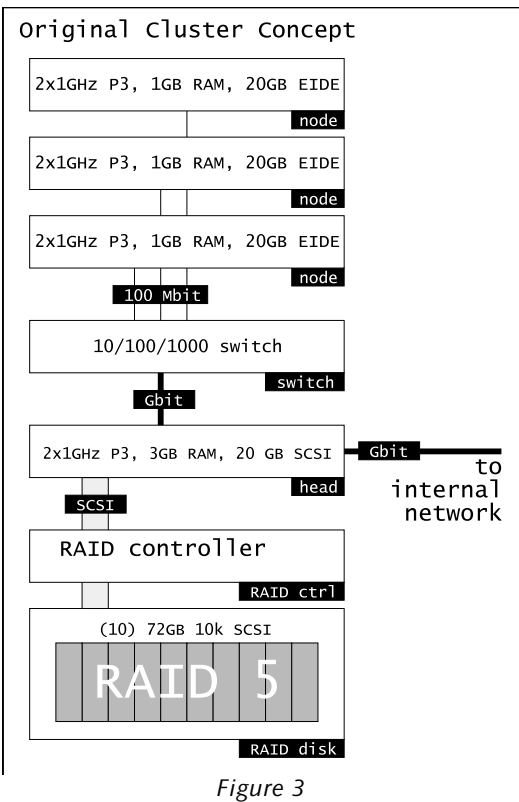 Original Cluster Concept
2x1GHz P3, 1GB RAM, 20GB EIDE
node
2x1GHz P3, 1GB RAM, 20GB EIDE
node
2x1GHz P3, 1GB RAM, 20GB EIDE
node
100 Mbit
10/100/1000 switch
switch
Gbit
2x1GHz P3, 3GB RAM, 20 GB SCSI
head
Gbit
to
internal
network
SCSI
RAID controller
RAID ctrl
(10) 72GB 10k SCSI
RAID 5
RAID disk
Figure 3